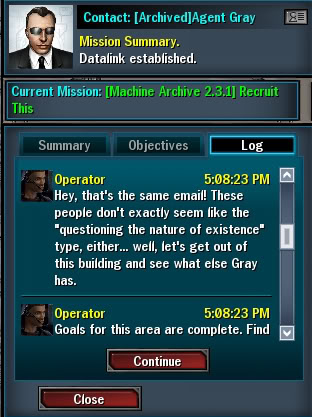 Contact: [Archived]Agent Gray
Mission Summary.
Datalink established.
Current Mission: [Machine Archive 2.3.1] Recruit
This
Summary
Objectives
Log
Operator 5:08:23 PM
Hey, that's the same email! These
people don't exactly seem like the
"questioning the nature of existence"
type, either... well, let's get out of
this building and see what else Gray
has.
Operator 5:08:23 PM
Goals for this area are complete. Find
Continue
Close